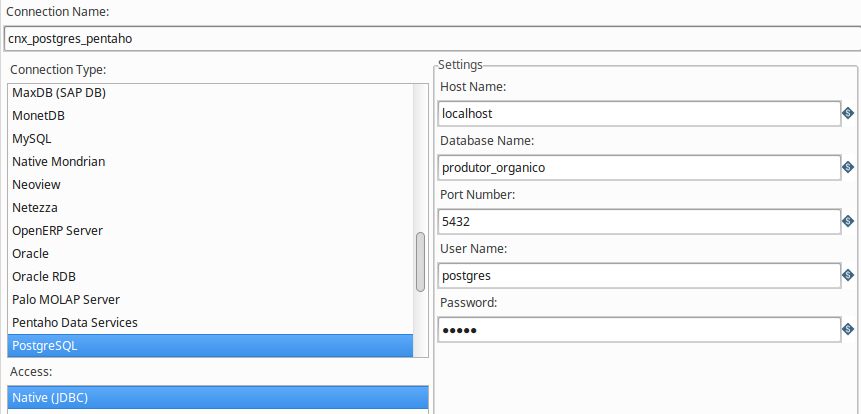 Connection Name:
cnx_postgres_pentaho
Connection Type:
MaxDB (SAP DB)
MonetDB
MySQL
Native Mondrian
Neoview
Netezza
OpenERP Server
Oracle
Oracle RDB
Palo MOLAP Server
Pentaho Data Services
PostgreSQL
Access:
Native (JDBC)
Settings
Host Name:
localhost
Database Name:
produtor_organico
Port Number:
5432
User Name:
postgres
Password:
●●●●●